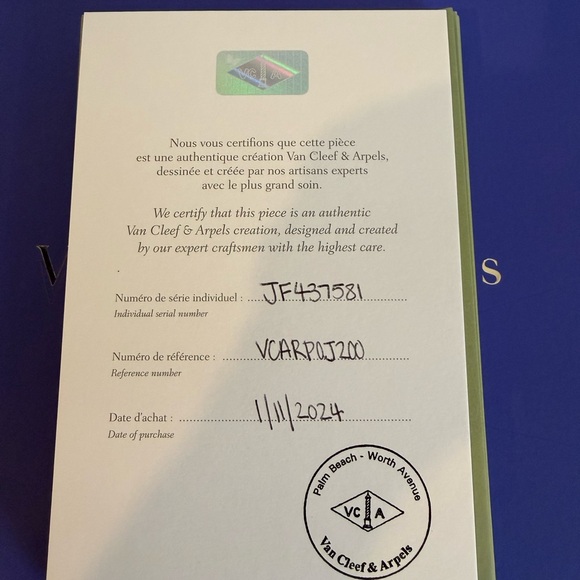 VC A
Nous vous certifions que cette pièce
est une authentique création Van Cleef & Arpels,
dessinée et créée par nos artisans experts
avec le plus grand soin.
We certify that this piece is an authentic
Van Cleef & Arpels creation, designed and created
by our expert craftsmen with the highest care.
V S
Numéro de série individuel : JF437581
Individual serial number
Numéro de référence : VCARP0J200
Reference number
Date d'achat : 1/11/2024
Date of purchase
Palm Beach - Worth Avenue
VC A
Van Cleef & Arpels